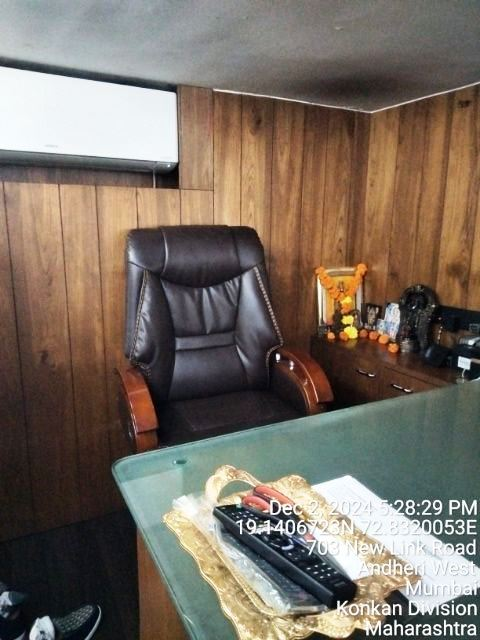 Dec 2, 2024 5:28:29 PM
19.1406723N 72.8320053E
703 New Link Road
Andheri West
Mumbai
Konkan Division
Maharashtra